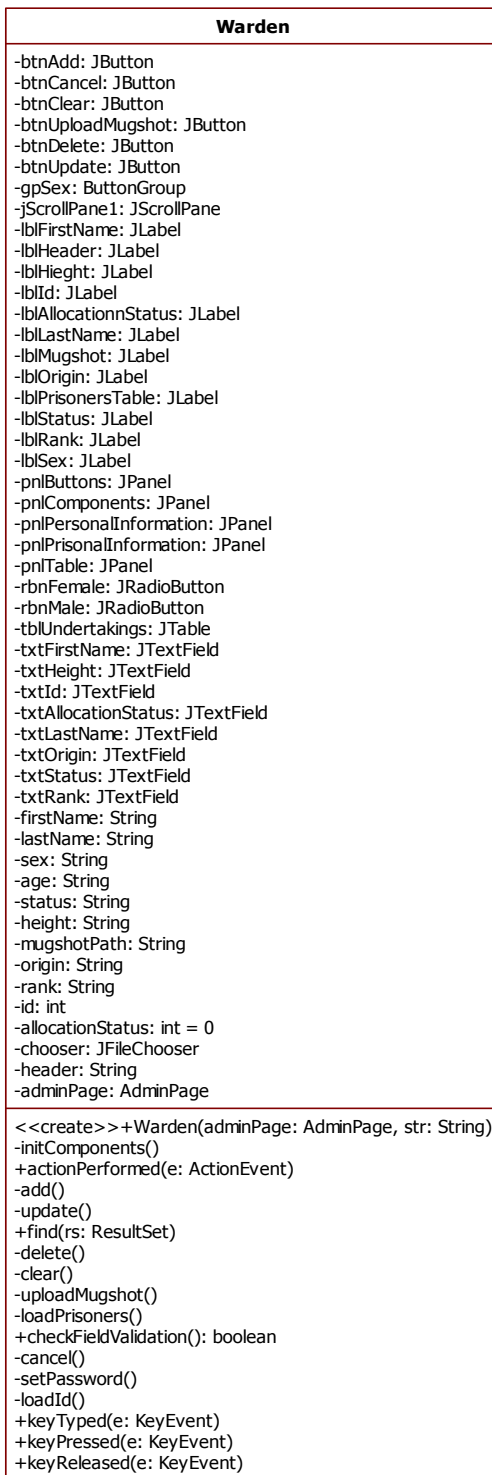 Warden
-btnAdd: JButton
-btnCancel: JButton
-btnClear: JButton
-btnUploadMugshot: JButton
-btnDelete: JButton
-btnUpdate: JButton
-gpSex: ButtonGroup
-jScrollPane1: JScrollPane
-lblFirstName: JLabel
-lblHeader: JLabel
-lblHieght: JLabel
-lblId: JLabel
-lblAllocationnStatus: JLabel
-lblLastName: JLabel
-lblMugshot: JLabel
-lblOrigin: JLabel
-lblPrisonersTable: JLabel
-lblStatus: JLabel
-lblRank: JLabel
-lblSex: JLabel
-pnlButtons: JPanel
-pnlComponents: JPanel
-pnlPersonalInformation: JPanel
-pnlPrisonalInformation: JPanel
-pnlTable: JPanel
-rbnFemale: JRadioButton
-rbnMale: JRadioButton
-tblUndertakings: JTable
-txtFirstName: JTextField
-txtHeight: JTextField
-txtId: JTextField
-txtAllocationStatus: JTextField
-txtLastName: JTextField
-txtOrigin: JTextField
-txtStatus: JTextField
-txtRank: JTextField
-firstName: String
-lastName: String
-sex: String
-age: String
-status: String
-height: String
-mugshotPath: String
-origin: String
-rank: String
-id: int
-allocationStatus: int = 0
-chooser: JFileChooser
-header: String
-adminPage: AdminPage
<<create>>+Warden(adminPage: AdminPage, str: String)
-initComponents()
+actionPerformed(e: ActionEvent)
-add()
-update()
+find(rs: ResultSet)
-delete()
-clear()
-uploadMugshot()
-loadPrisoners()
+checkFieldValidation(): boolean
-cancel()
-setPassword()
-loadId()
+keyTyped(e: KeyEvent)
+keyPressed(e: KeyEvent)
+keyReleased(e: KeyEvent)